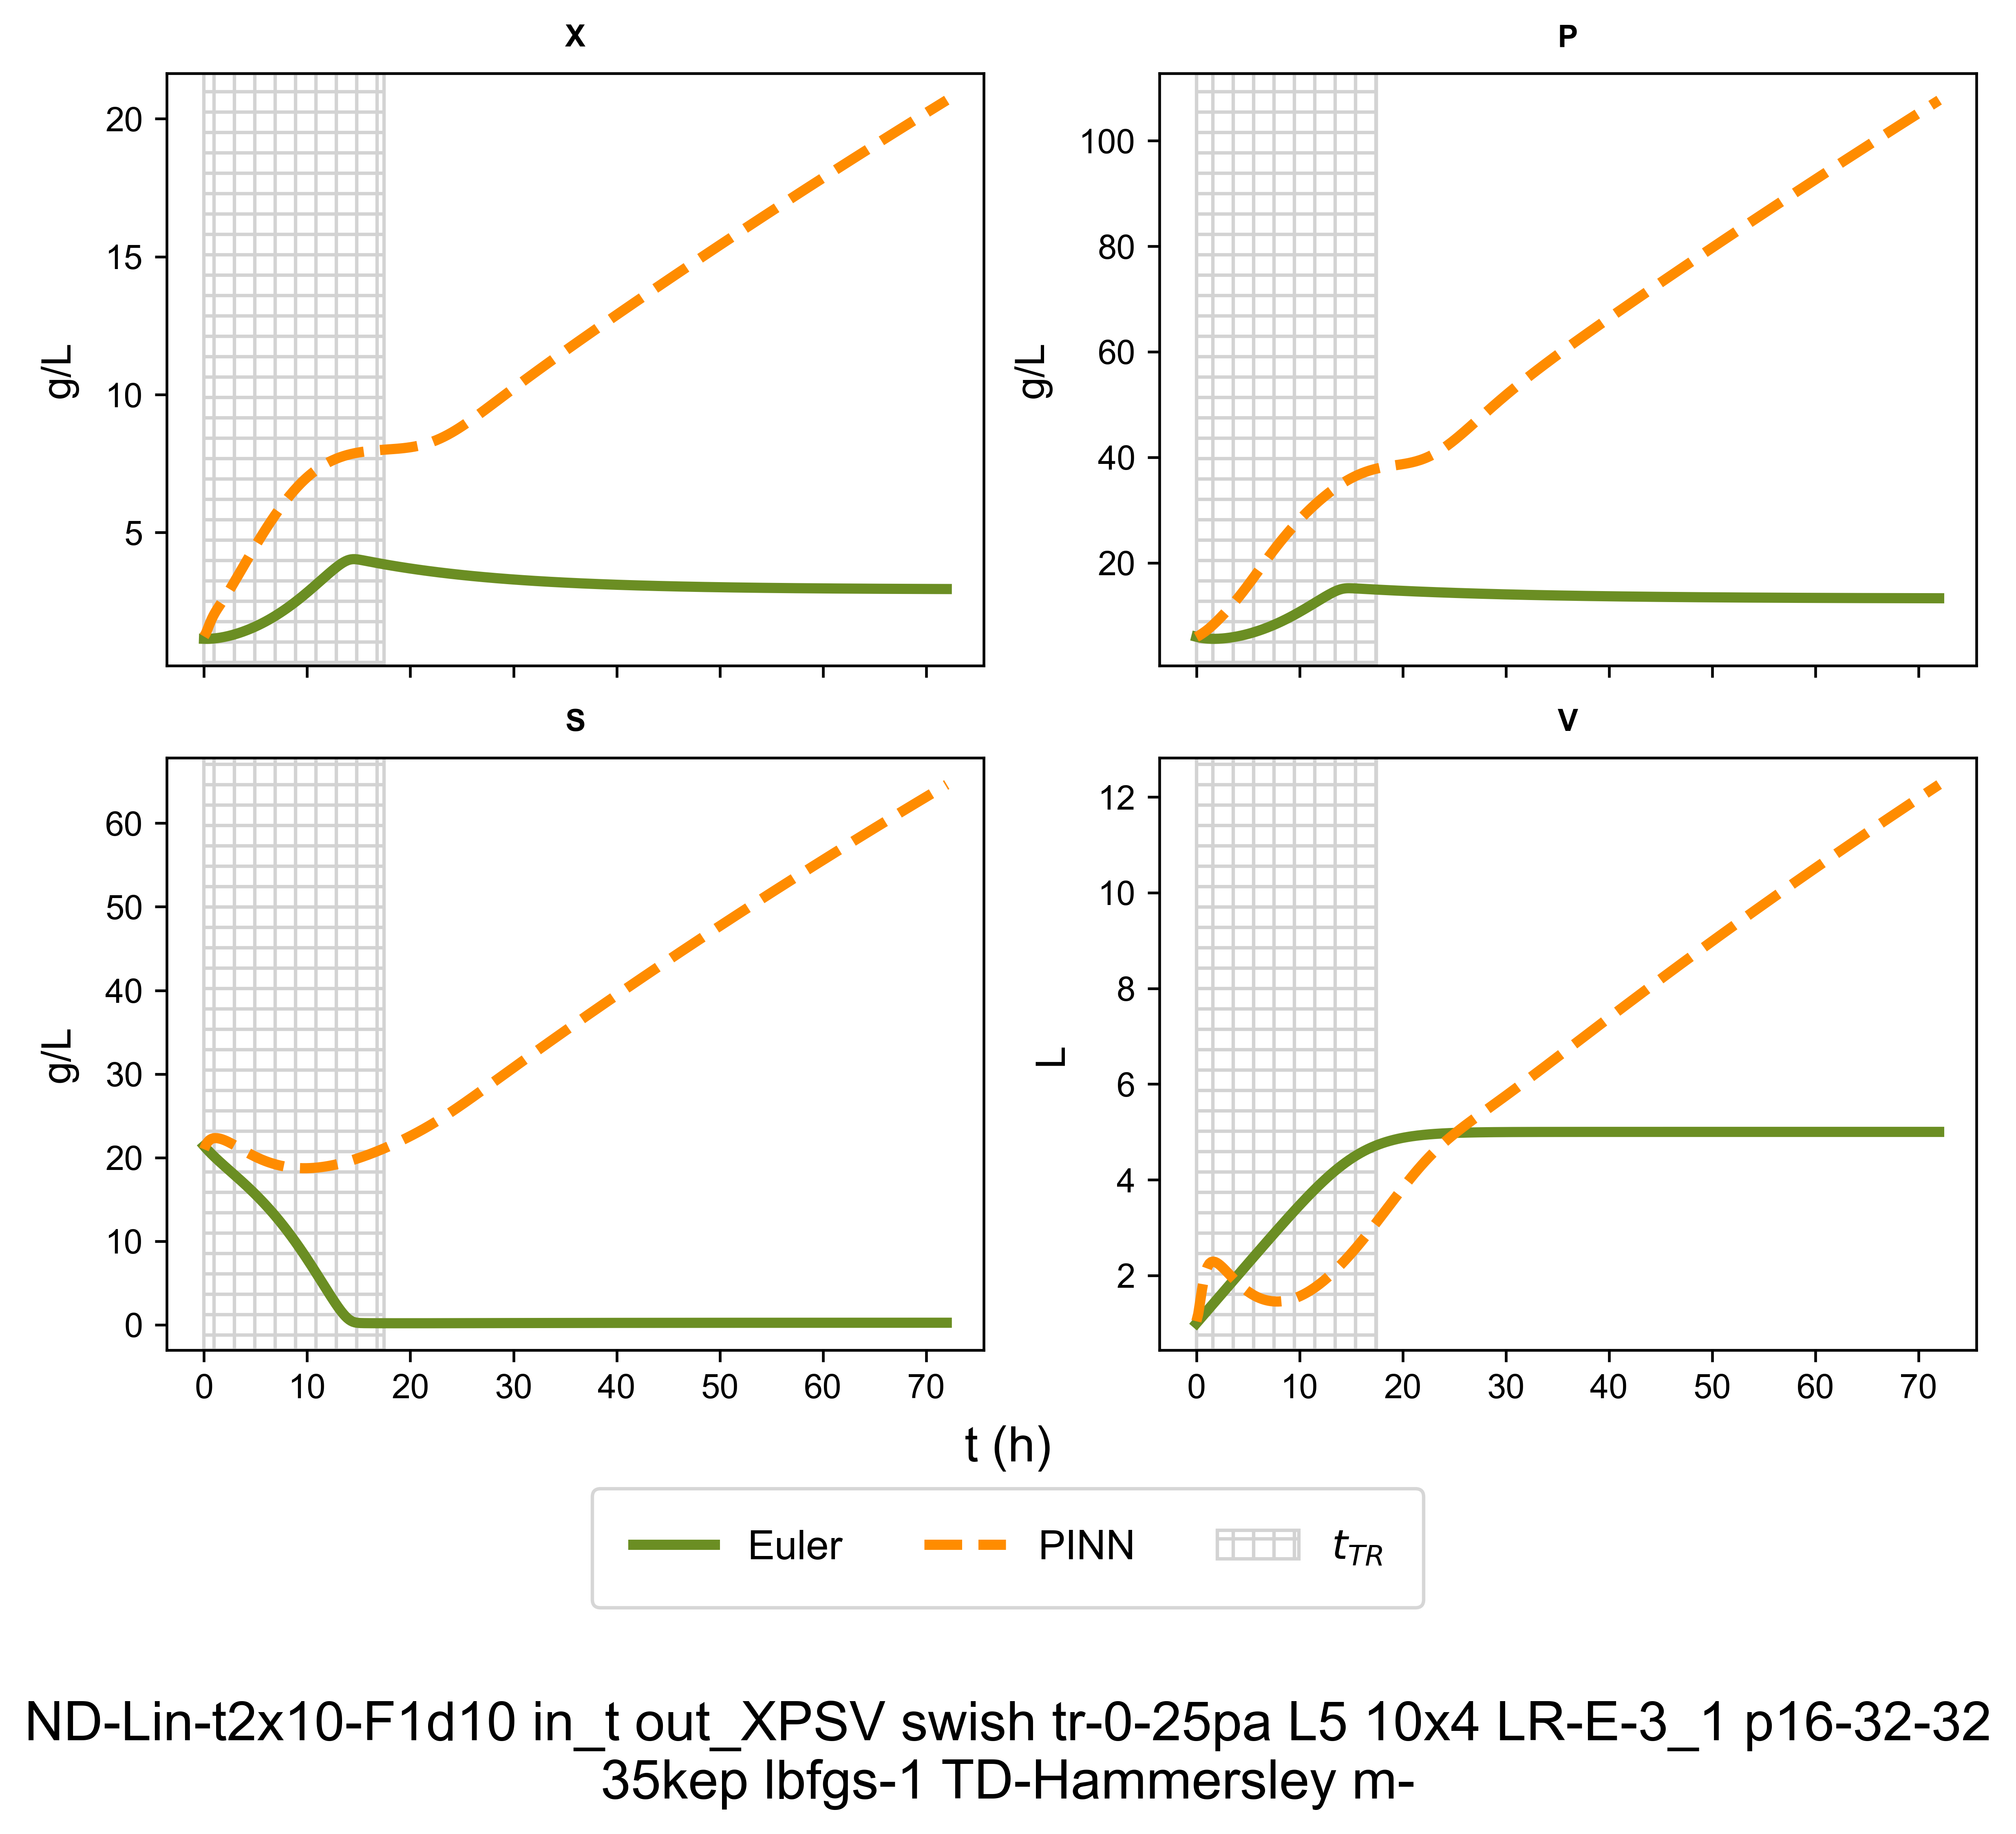 X
P
20
15
10
5
g/L
100
80
60
40
20
g/L
S
V
60
50
40
30
20
10
0
g/L
12
10
8
6
4
2
L
0 10 20 30 40 50 60 70
0 10 20 30 40 50 60 70
t (h)
Euler PINN t_TR
ND-Lin-t2x10-F1d10 in_t out_XPSV swish tr-0-25pa L5 10x4 LR-E-3_1 p16-32-32
35kep lbfgs-1 TD-Hammersley m-